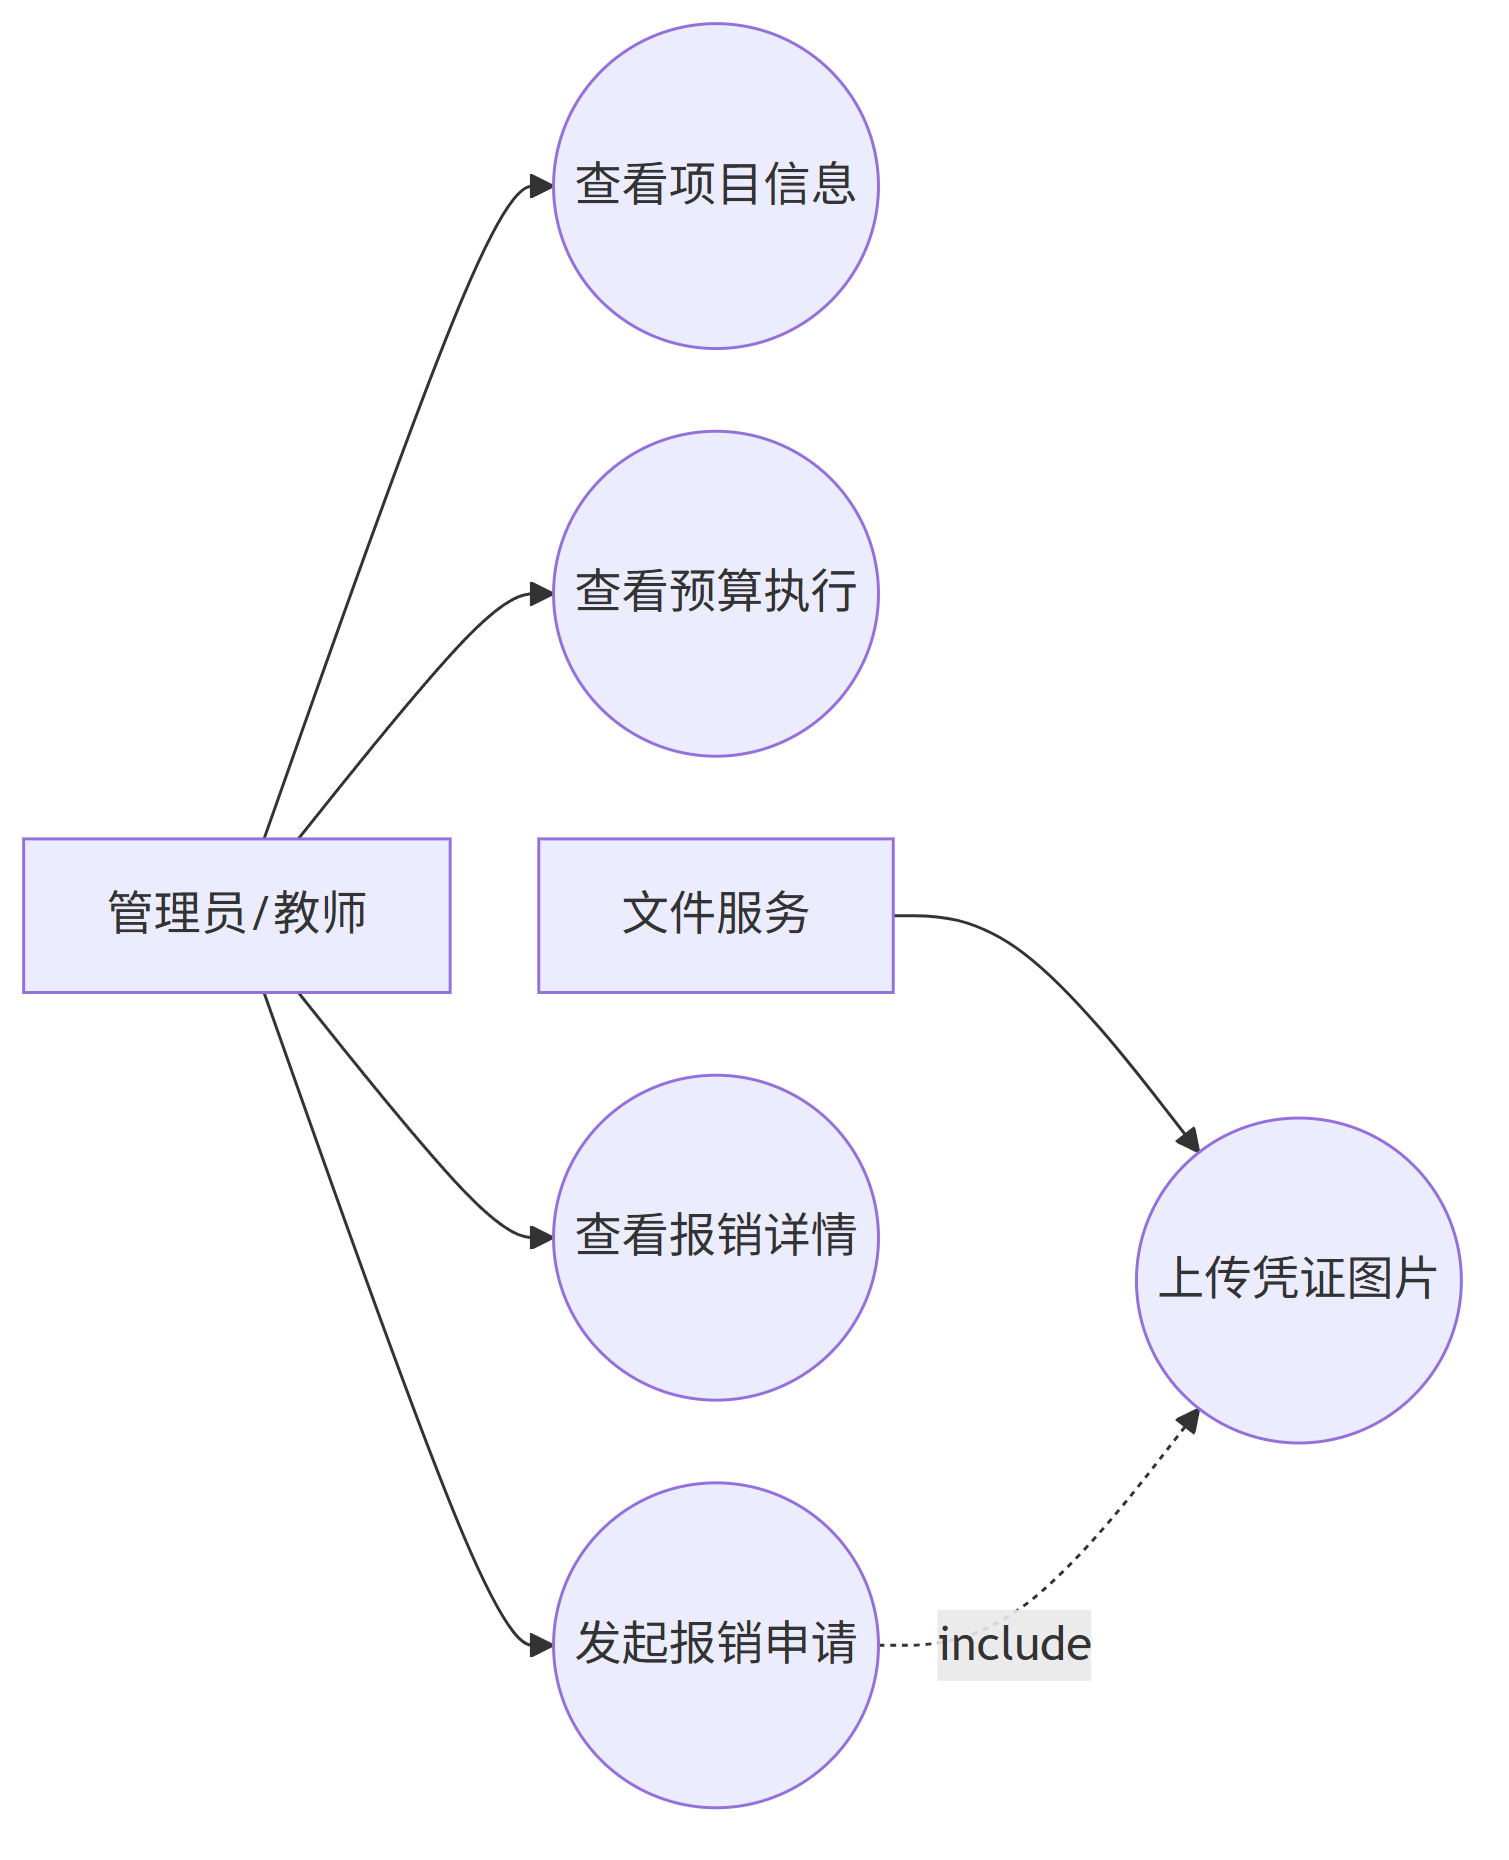 查看项目信息
查看预算执行
管理员/教师
文件服务
查看报销详情
上传凭证图片
发起报销申请
include